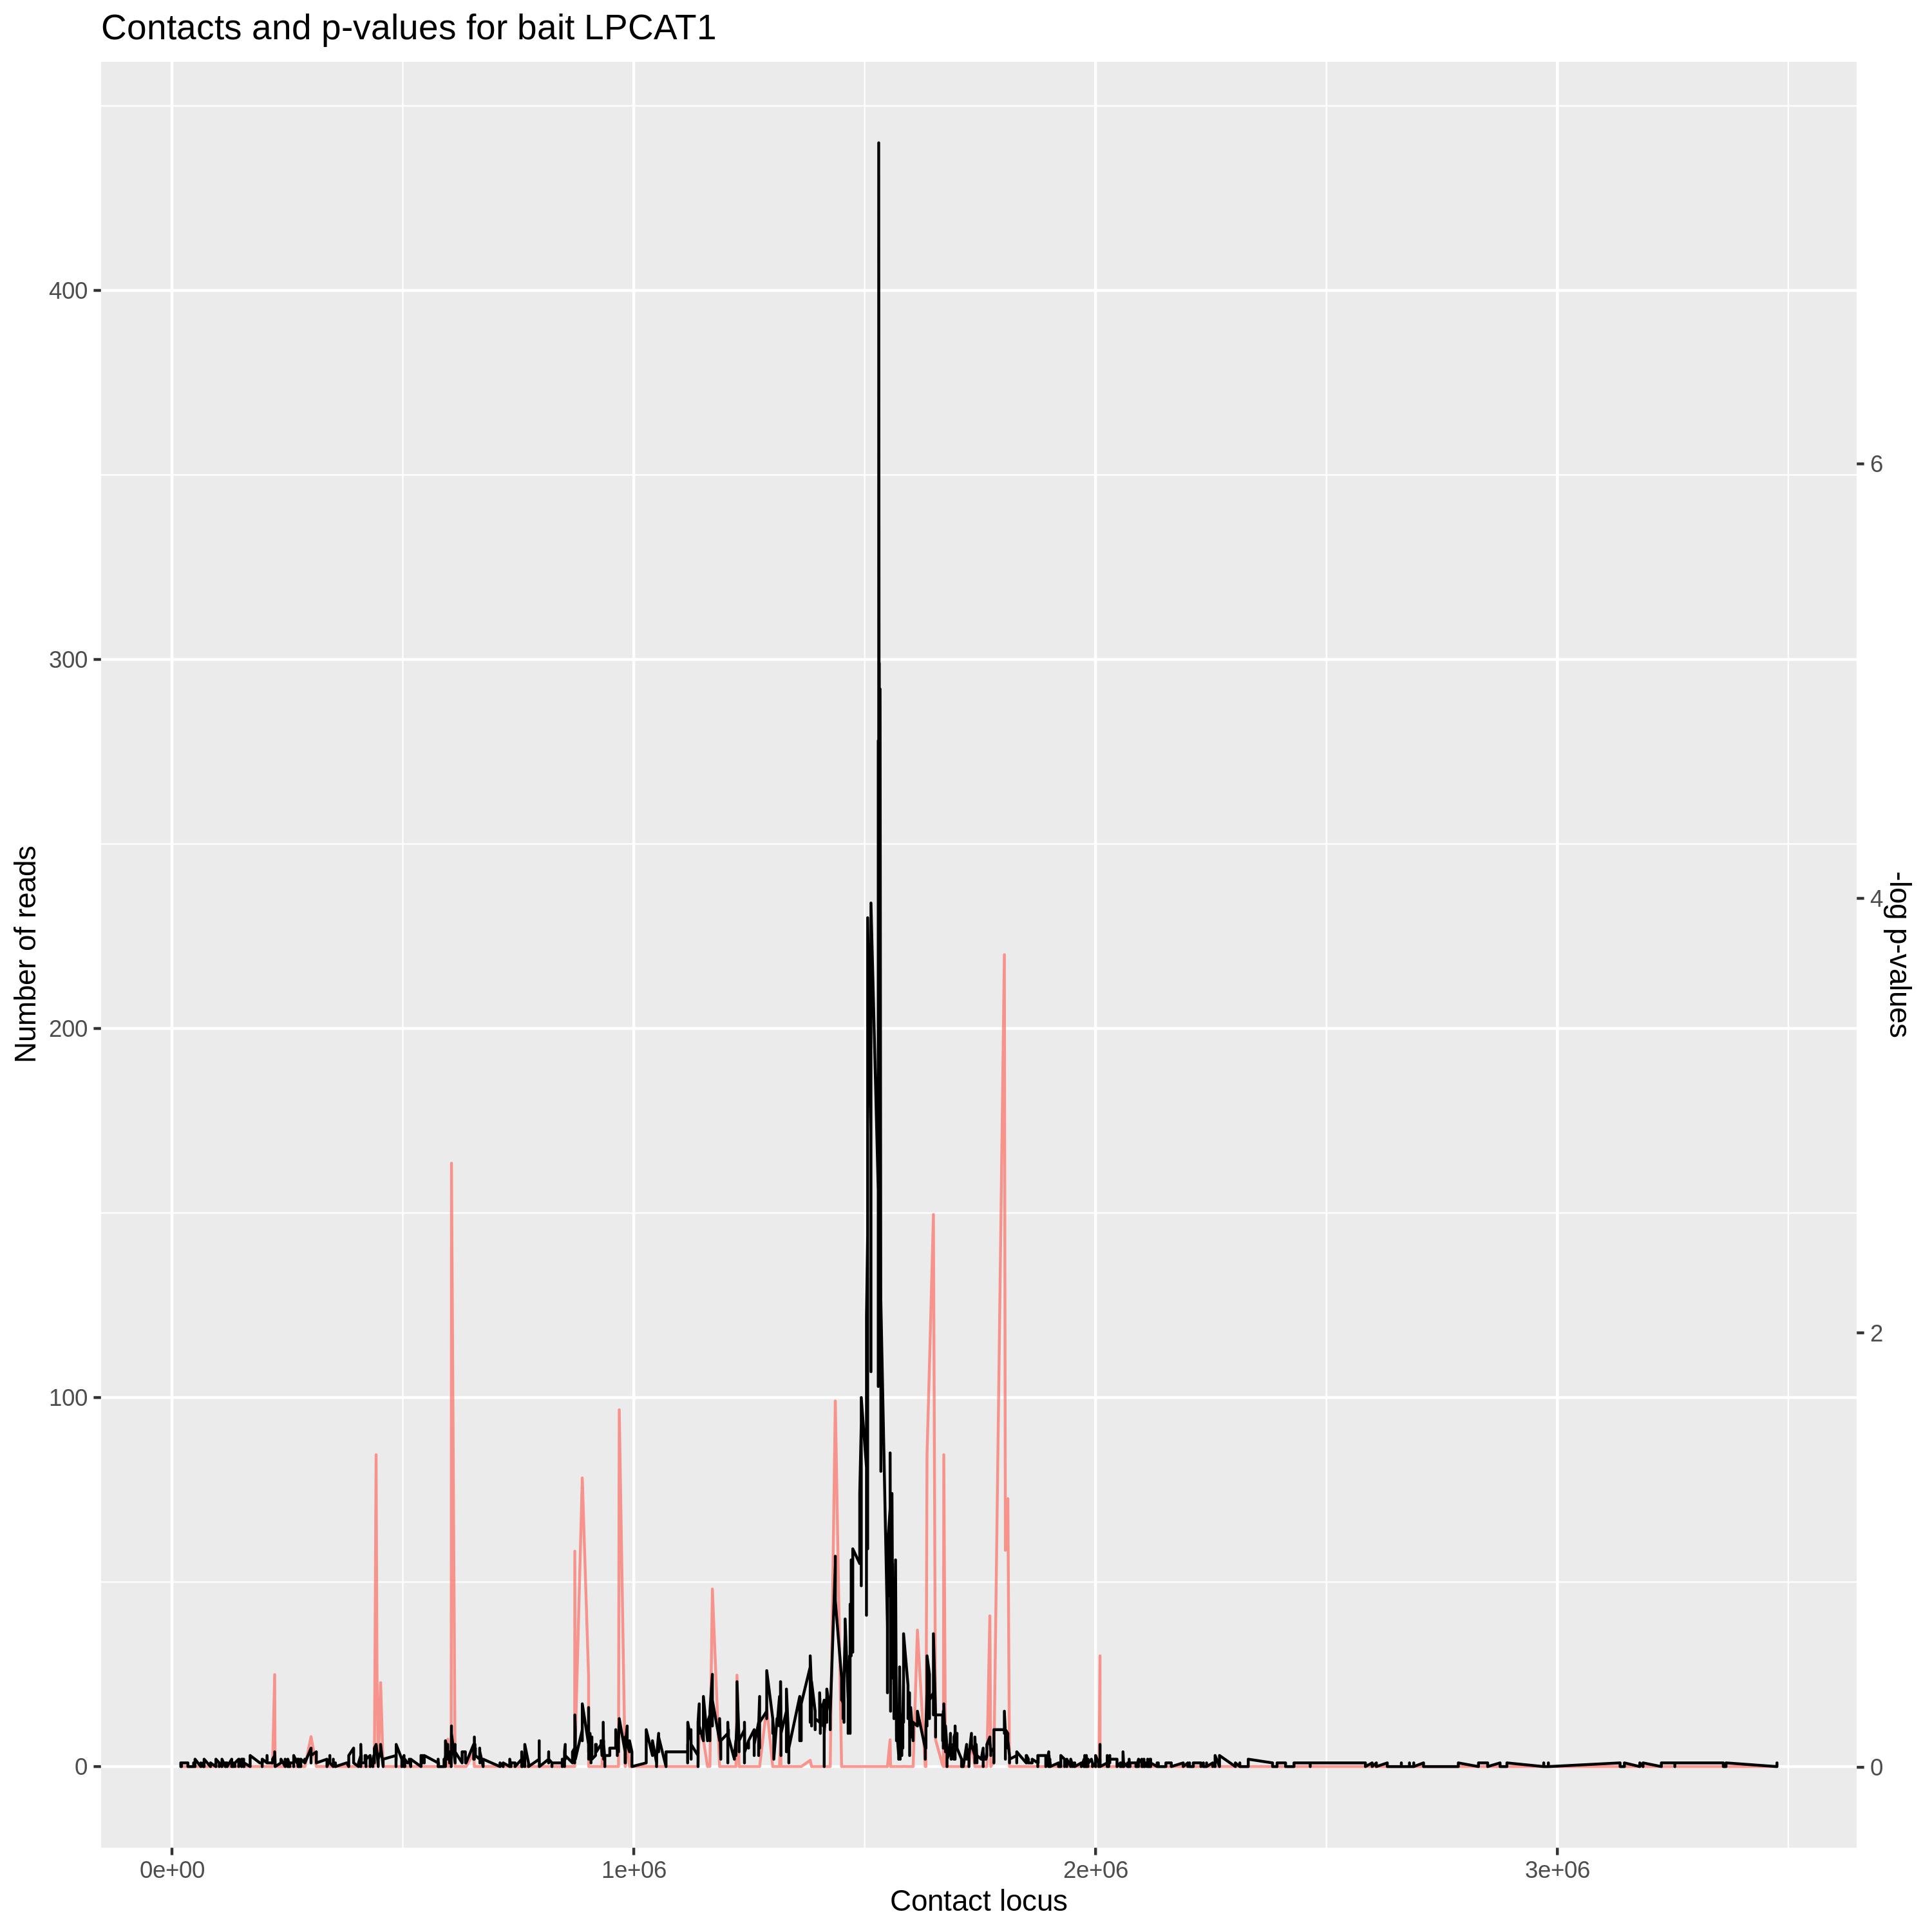 Contacts and p-values for bait LPCAT1
Number of reads
400
300
200
100
0
6
4
2
0
-log p-values
0e+00
1e+06
2e+06
3e+06
Contact locus